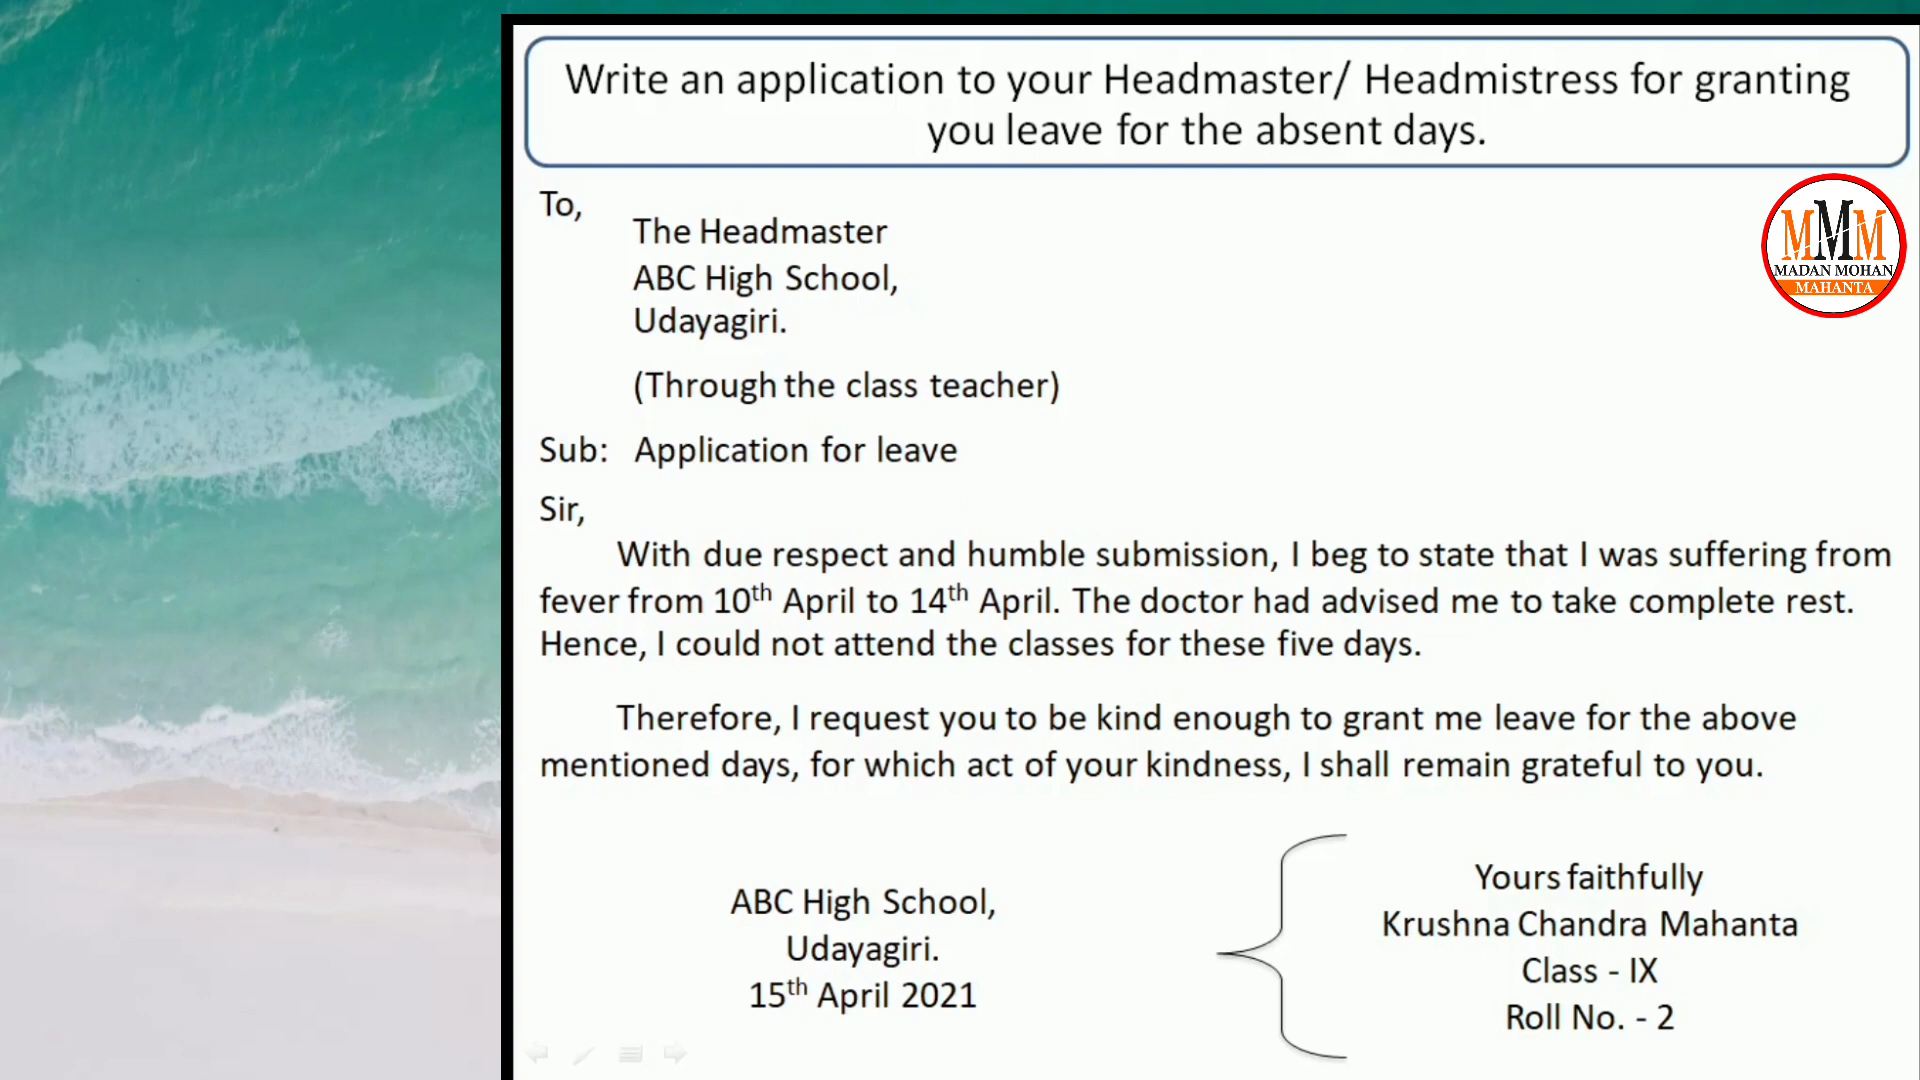 Write an application to your Headmaster/ Headmistress for granting
you leave for the absent days.
To,
The Headmaster
ABC High School,
Udayagiri.
(Through the class teacher)
MMM
MADAN MOHAN
MAHANTA
Sub: Application for leave
Sir,
With due respect and humble submission, I beg to state that I was suffering from
fever from 10th April to 14th April. The doctor had advised me to take complete rest.
Hence, I could not attend the classes for these five days.
Therefore, I request you to be kind enough to grant me leave for the above
mentioned days, for which act of your kindness, I shall remain grateful to you.
ABC High School,
Udayagiri.
15th April 2021
Yours faithfully
Krushna Chandra Mahanta
Class - IX
Roll No. - 2